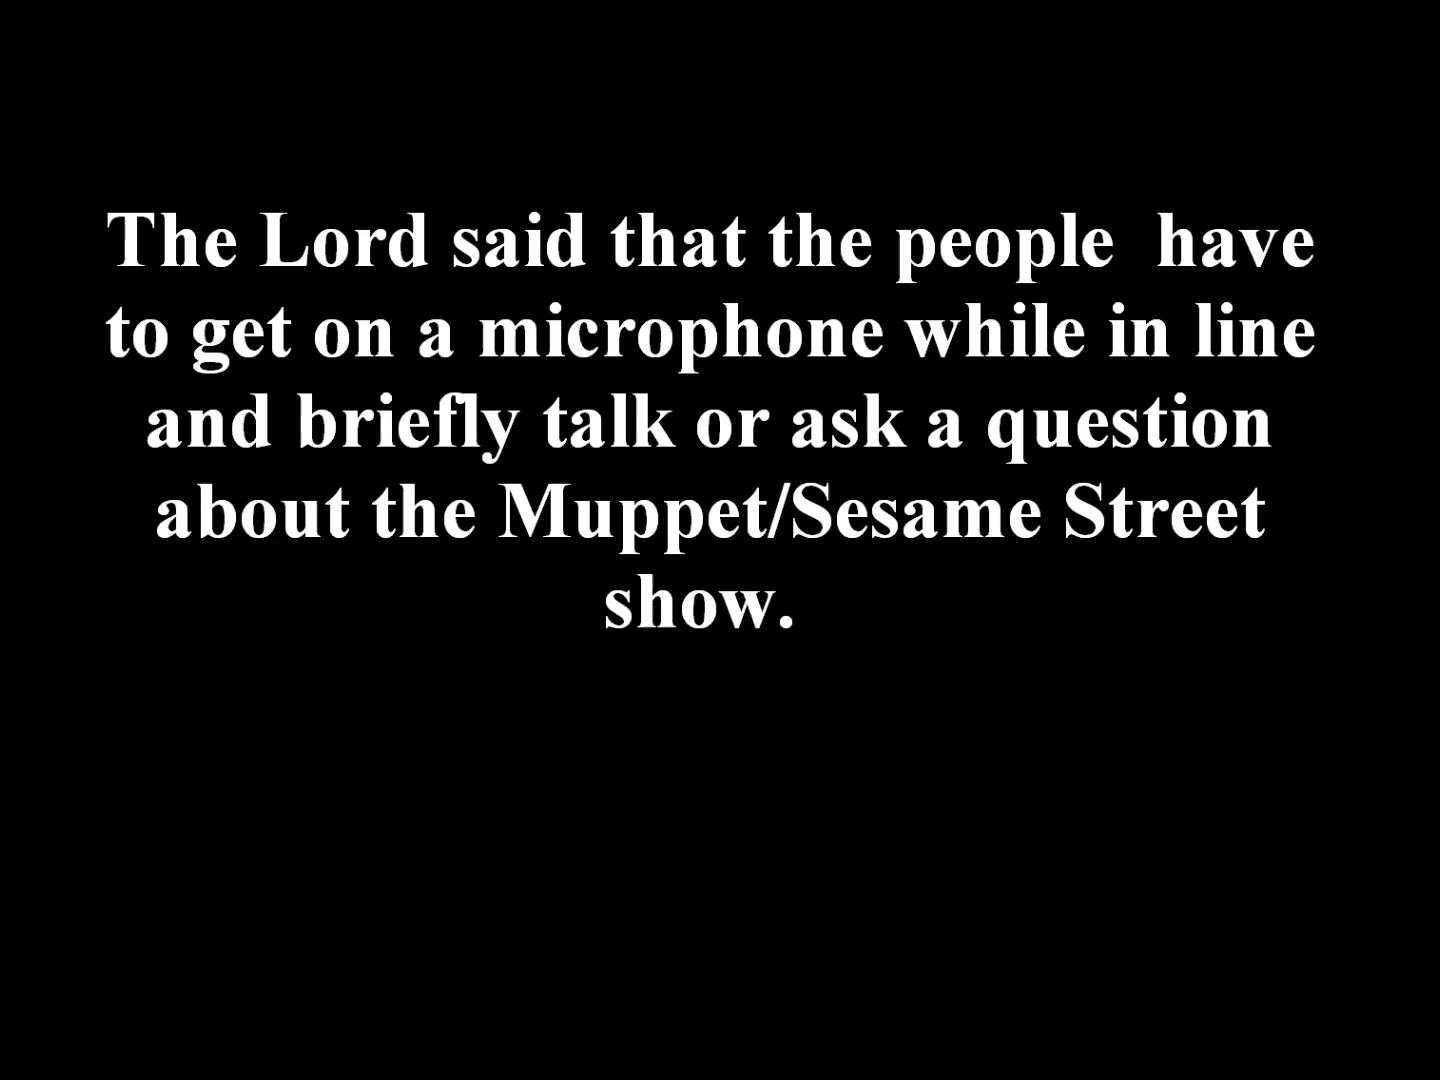 The Lord said that the people  have
to get on a microphone while in line
and briefly talk or ask a question
about the Muppet/Sesame Street
show.